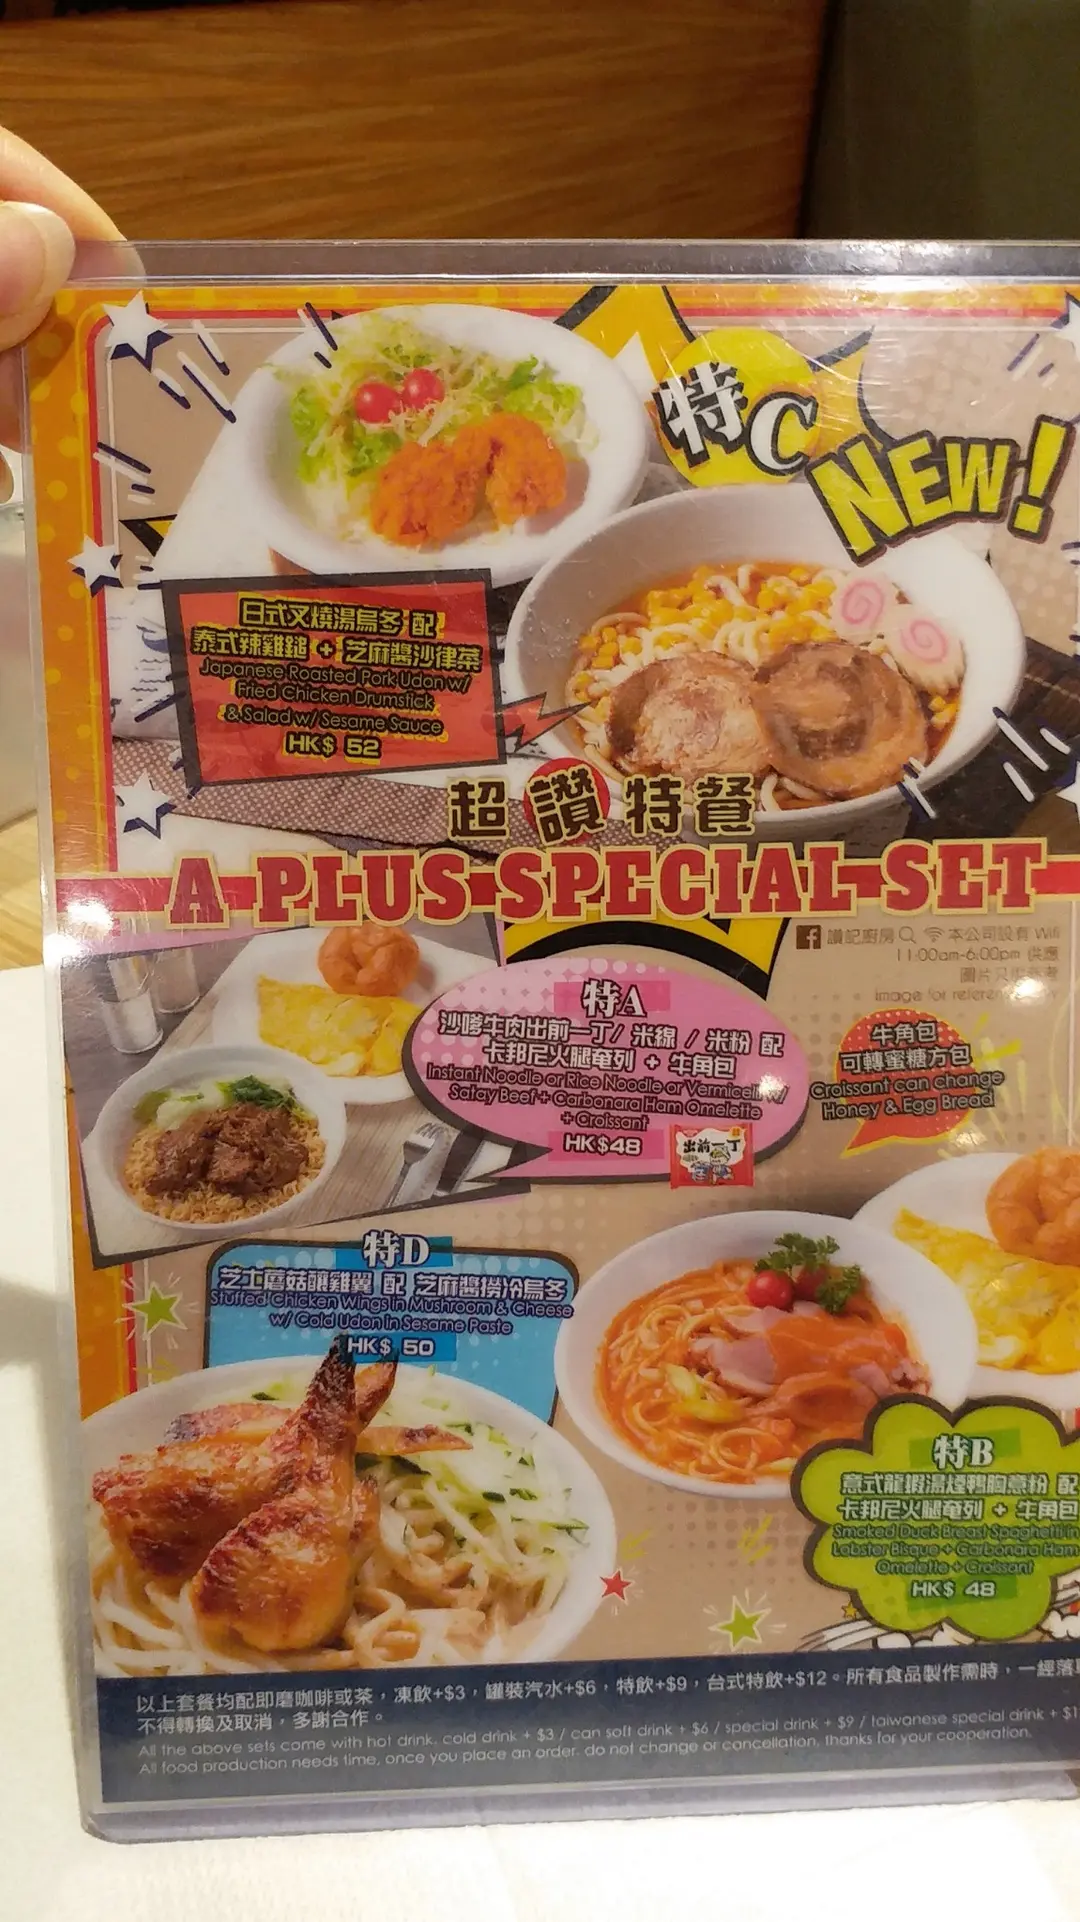 特C
NEW!
日式叉燒湯烏冬 配
泰式辣雞鎚 + 芝麻醬沙律菜
Japanese Roasted Pork Udon w/
Fried Chicken Drumstick
& Salad w/ Sesame Sauce
HK$ 52
超讚特餐
A PLUS SPECIAL SET
讚記廚房 本公司設有 Wifi
11:00am-6:00pm 供應
圖片只供參考
Image for
特A
沙嗲牛肉出前一丁/ 米線 / 米粉 配
卡邦尼火腿奄列 + 牛角包
Instant Noodle or Rice Noodle or Vermicelli w/
Satay Beef + Carbonara Ham Omelette
+ Croissant
HK$48
出前一丁
牛角包
可轉蜜糖方包
Croissant can change
Honey & Egg Bread
特D
芝士蘑菇釀雞翼 配 芝麻醬撈冷烏冬
Stuffed Chicken Wings in Mushroom & Cheese
w/ Cold Udon in Sesame Paste
HK$ 50
特B
意式龍蝦湯煙鴨胸意粉 配
卡邦尼火腿奄列 + 牛角包
Smoked Duck Breast Spaghetti in
Lobster Bisque + Carbonara Ham
Omelette + Croissant
HK$ 48
以上套餐均配即磨咖啡或茶，凍飲+$3，罐裝汽水+$6，特飲+$9，台式特飲+$12。所有食品製作需時，一經落
不得轉換及取消，多謝合作。
All the above sets come with hot drink. cold drink + $3 / can soft drink + $6 / special drink + $9 / taiwanese special drink + $1
All food production needs time, once you place an order. do not change or cancellation, thanks for your cooperation.